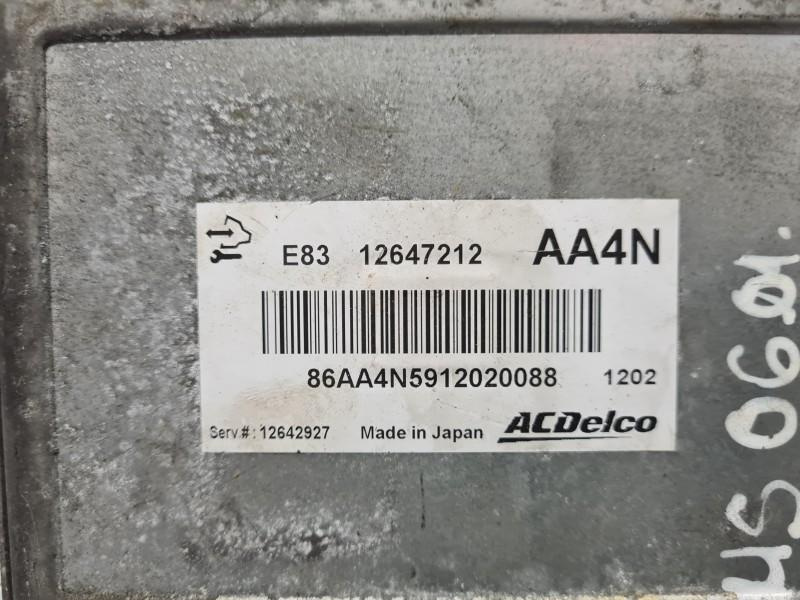 E83 12647212 AA4N
86AA4N5912020088 1202
Serv.#: 12642927 Made in Japan ACDelco